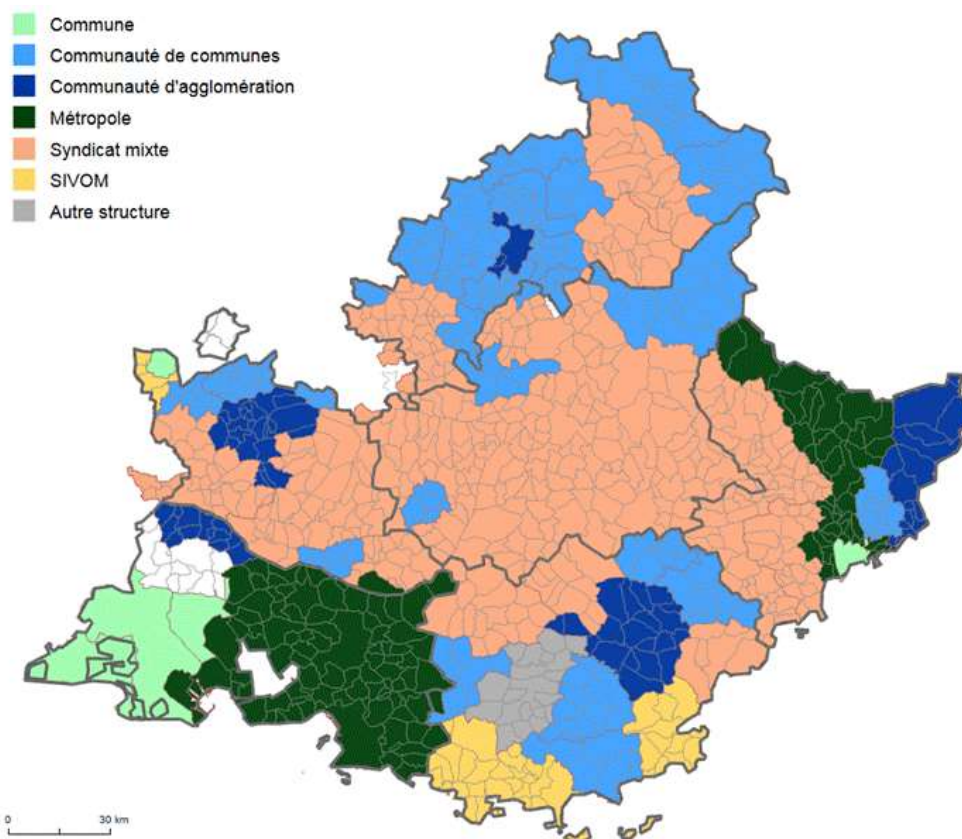 Commune
Communauté de communes
Communauté d'agglomération
Métropole
Syndicat mixte
SIVOM
Autre structure
0 30 km